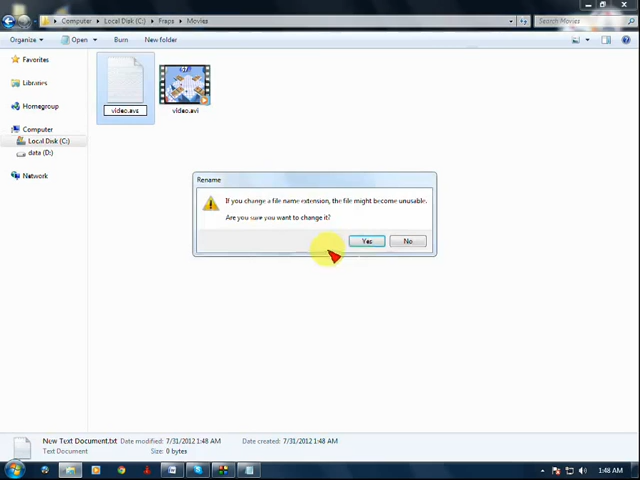 Computer ▸ Local Disk (C:) ▸ Fraps ▸ Movies
Search Movies
Organize Open Burn New folder
Favorites
Libraries
Homegroup
Computer
Local Disk (C:)
data (D:)
Network
video.avs
video.avi
Rename
If you change a file name extension, the file might become unusable.
Are you sure you want to change it?
Yes No
New Text Document.txt Date modified: 7/31/2012 1:48 AM Date created: 7/31/2012 1:48 AM
Text Document Size: 0 bytes
1:48 AM